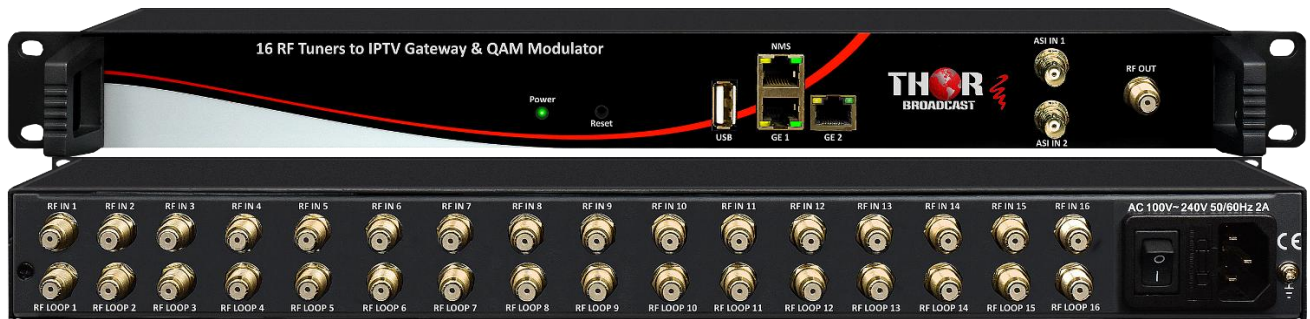 16 RF Tuners to IPTV Gateway & QAM Modulator
Power
Reset
USB
NMS
GE 1
GE 2
THOR
BROADCAST
ASI IN 1
ASI IN 2
RF OUT
RF IN 1 RF IN 2 RF IN 3 RF IN 4 RF IN 5 RF IN 6 RF IN 7 RF IN 8 RF IN 9 RF IN 10 RF IN 11 RF IN 12 RF IN 13 RF IN 14 RF IN 15 RF IN 16
AC 100V~ 240V 50/60Hz 2A
O
I
CE
RF LOOP 1 RF LOOP 2 RF LOOP 3 RF LOOP 4 RF LOOP 5 RF LOOP 6 RF LOOP 7 RF LOOP 8 RF LOOP 9 RF LOOP 10 RF LOOP 11 RF LOOP 12 RF LOOP 13 RF LOOP 14 RF LOOP 15 RF LOOP 16